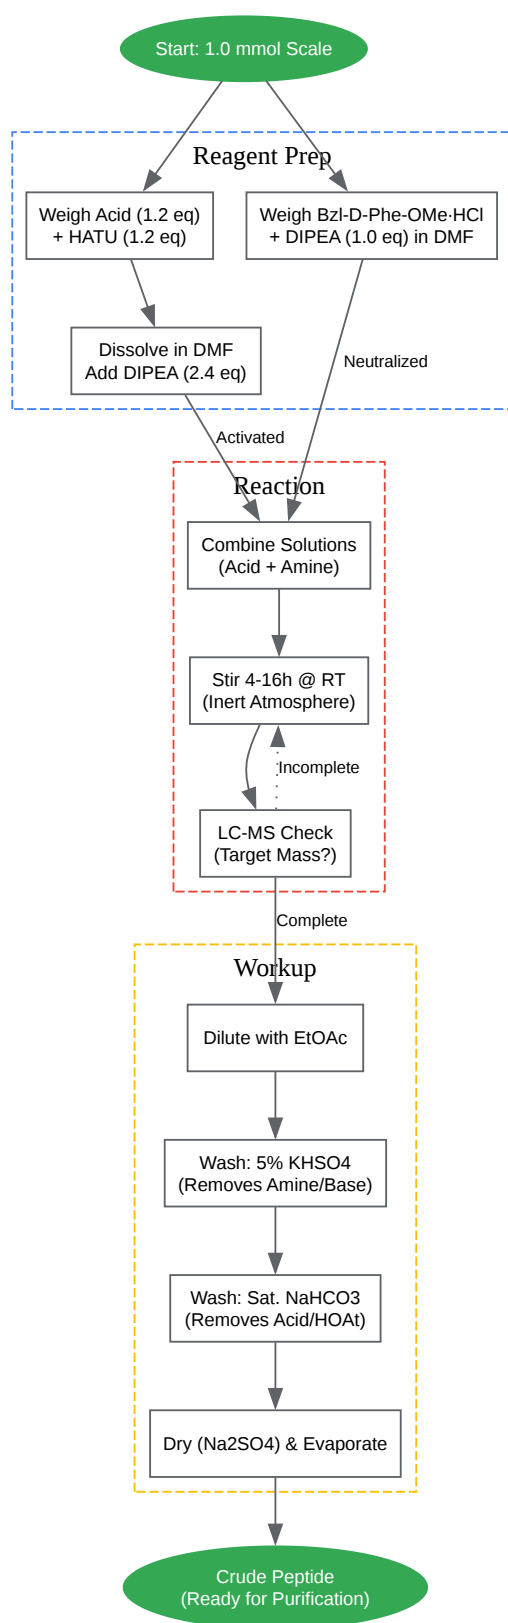 Start: 1.0 mmol Scale
Reagent Prep
Weigh Acid (1.2 eq)
+ HATU (1.2 eq)
Weigh Bzl-D-Phe-OMe·HCl
+ DIPEA (1.0 eq) in DMF
Dissolve in DMF
Add DIPEA (2.4 eq)
Neutralized
Activated
Reaction
Combine Solutions
(Acid + Amine)
Stir 4-16h @ RT
(Inert Atmosphere)
Incomplete
LC-MS Check
(Target Mass?)
Complete
Workup
Dilute with EtOAc
Wash: 5% KHSO4
(Removes Amine/Base)
Wash: Sat. NaHCO3
(Removes Acid/HOAt)
Dry (Na2SO4) & Evaporate
Crude Peptide
(Ready for Purification)